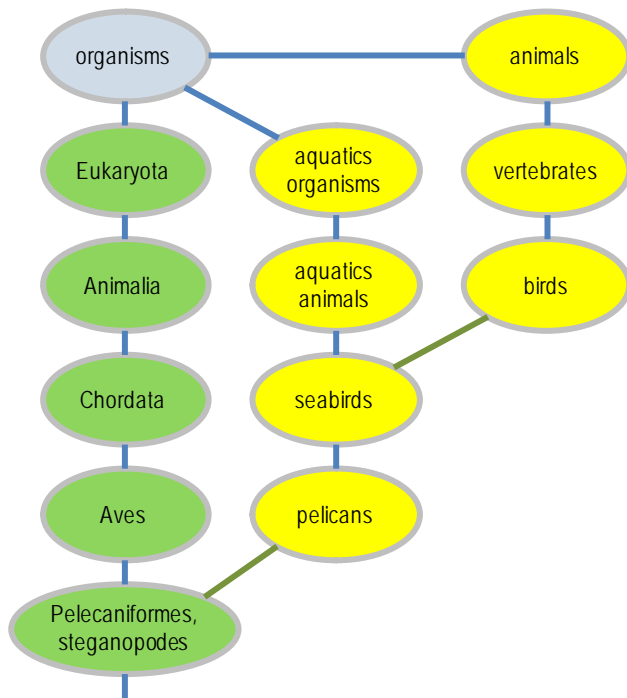 organisms
animals
Eukaryota
aquatics
organisms
vertebrates
Animalia
aquatics
animals
birds
Chordata
seabirds
Aves
pelicans
Pelecaniformes,
steganopodes